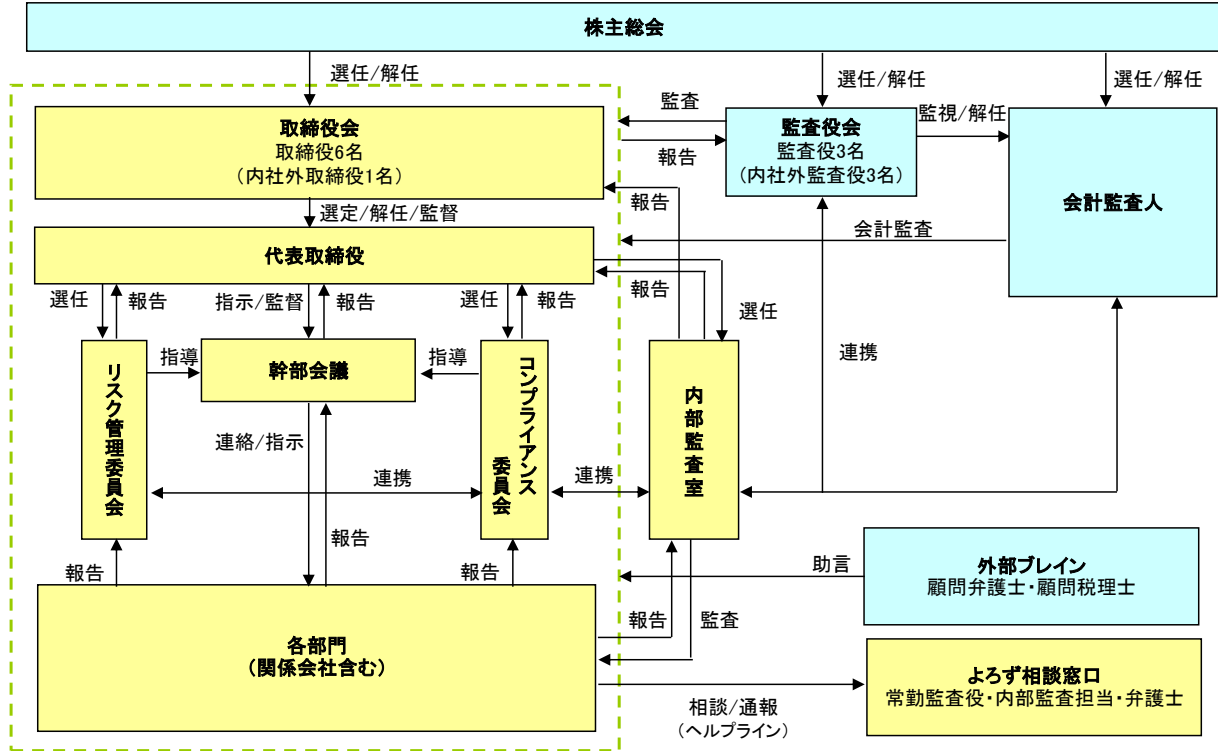 株主総会
選任/解任
選任/解任
選任/解任
取締役会
取締役6名
(内社外取締役1名)
監査
報告
監査役会
監査役3名
(内社外監査役3名)
監視/解任
会計監査人
報告
選定/解任/監督
会計監査
代表取締役
選任
報告
指示/監督
報告
選任
報告
報告
選任
リスク管理委員会
指導
幹部会議
指導
コンプライアンス
委員会
内部監査室
連携
連絡/指示
連携
連携
報告
報告
報告
助言
外部ブレイン
顧問弁護士・顧問税理士
報告
監査
各部門
(関係会社含む)
よろず相談窓口
常勤監査役・内部監査担当・弁護士
相談/通報
(ヘルプライン)